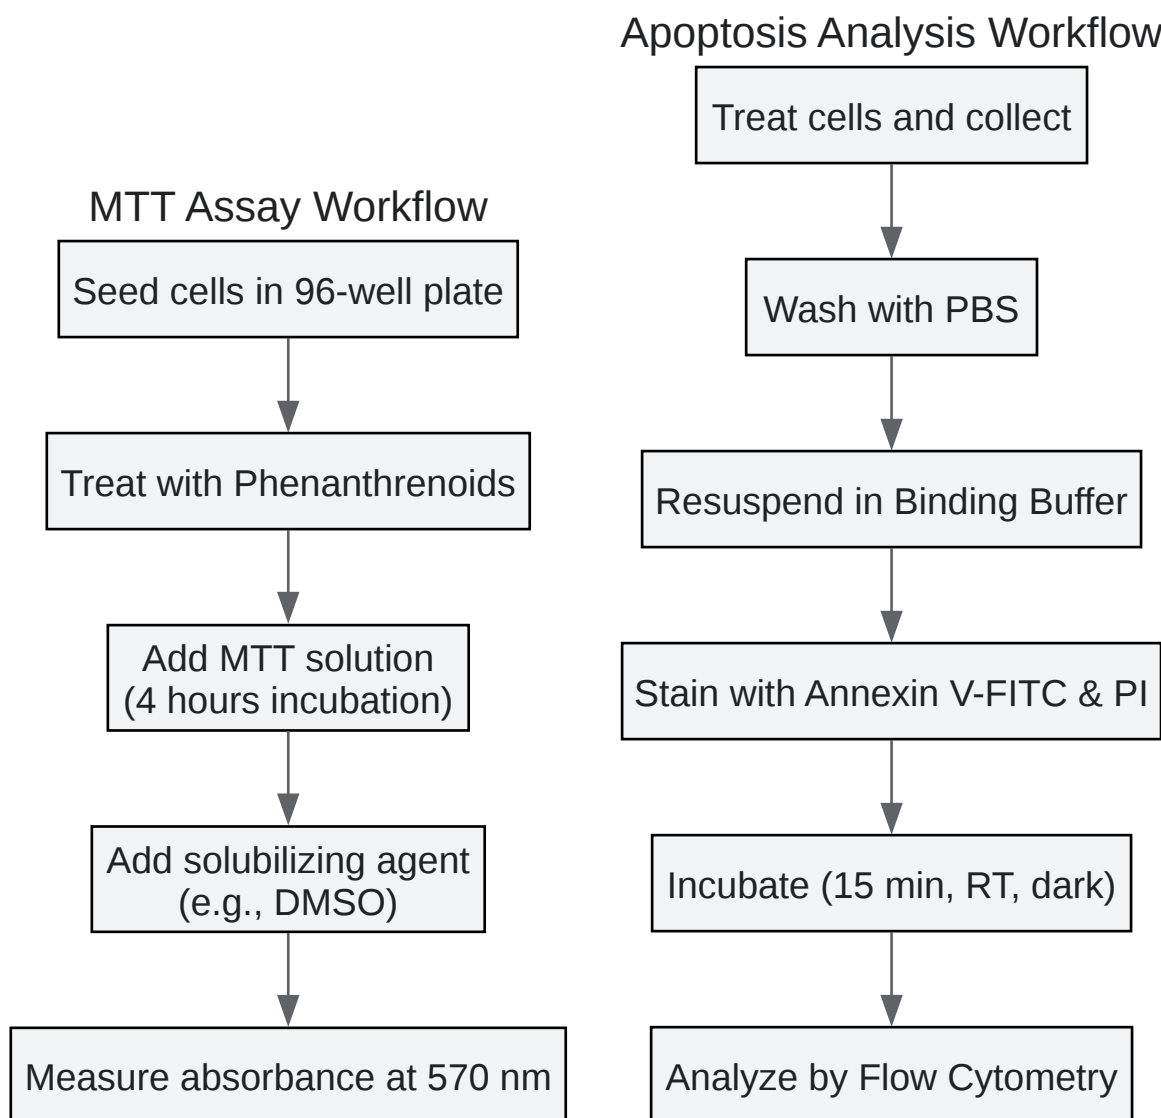 MTT Assay Workflow
Seed cells in 96-well plate
Treat with Phenanthrenoids
Add MTT solution
(4 hours incubation)
Add solubilizing agent
(e.g., DMSO)
Measure absorbance at 570 nm
Apoptosis Analysis Workflow
Treat cells and collect
Wash with PBS
Resuspend in Binding Buffer
Stain with Annexin V-FITC & PI
Incubate (15 min, RT, dark)
Analyze by Flow Cytometry